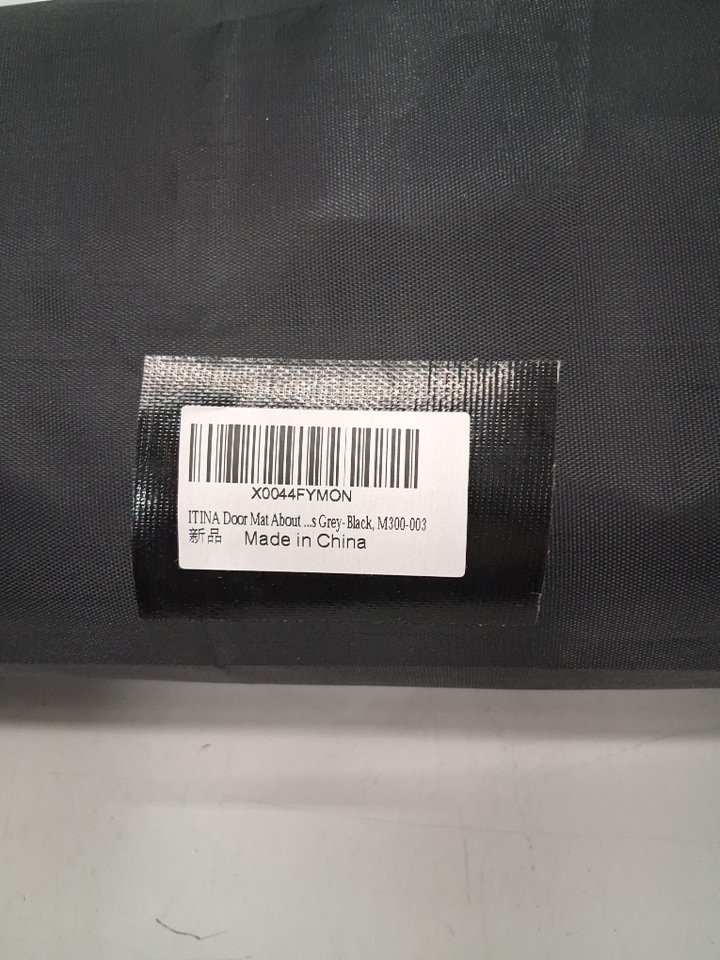 X0044FYMON
ITINA Door Mat About ...s Grey-Black, M300-003
新品 Made in China